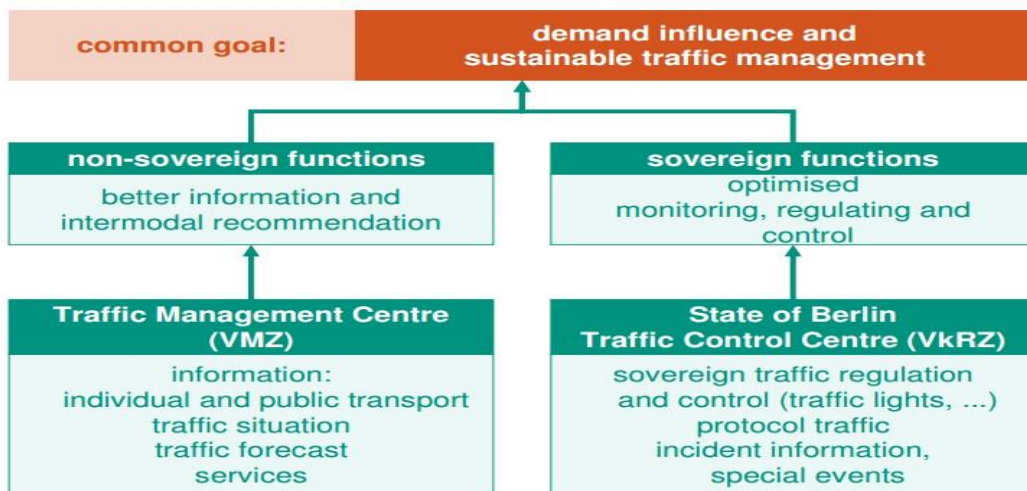 common goal:
demand influence and
sustainable traffic management
non-sovereign functions
better information and
intermodal recommendation
sovereign functions
optimised
monitoring, regulating and
control
Traffic Management Centre
(VMZ)
information:
individual and public transport
traffic situation
traffic forecast
services
State of Berlin
Traffic Control Centre (VkRZ)
sovereign traffic regulation
and control (traffic lights, ...)
protocol traffic
incident information,
special events